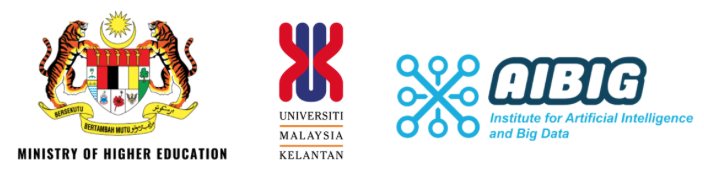 BERSEKUTU
BERTAMBAH MUTU
MINISTRY OF HIGHER EDUCATION
UNIVERSITI
MALAYSIA
KELANTAN
AIBIG
Institute for Artificial Intelligence
and Big Data